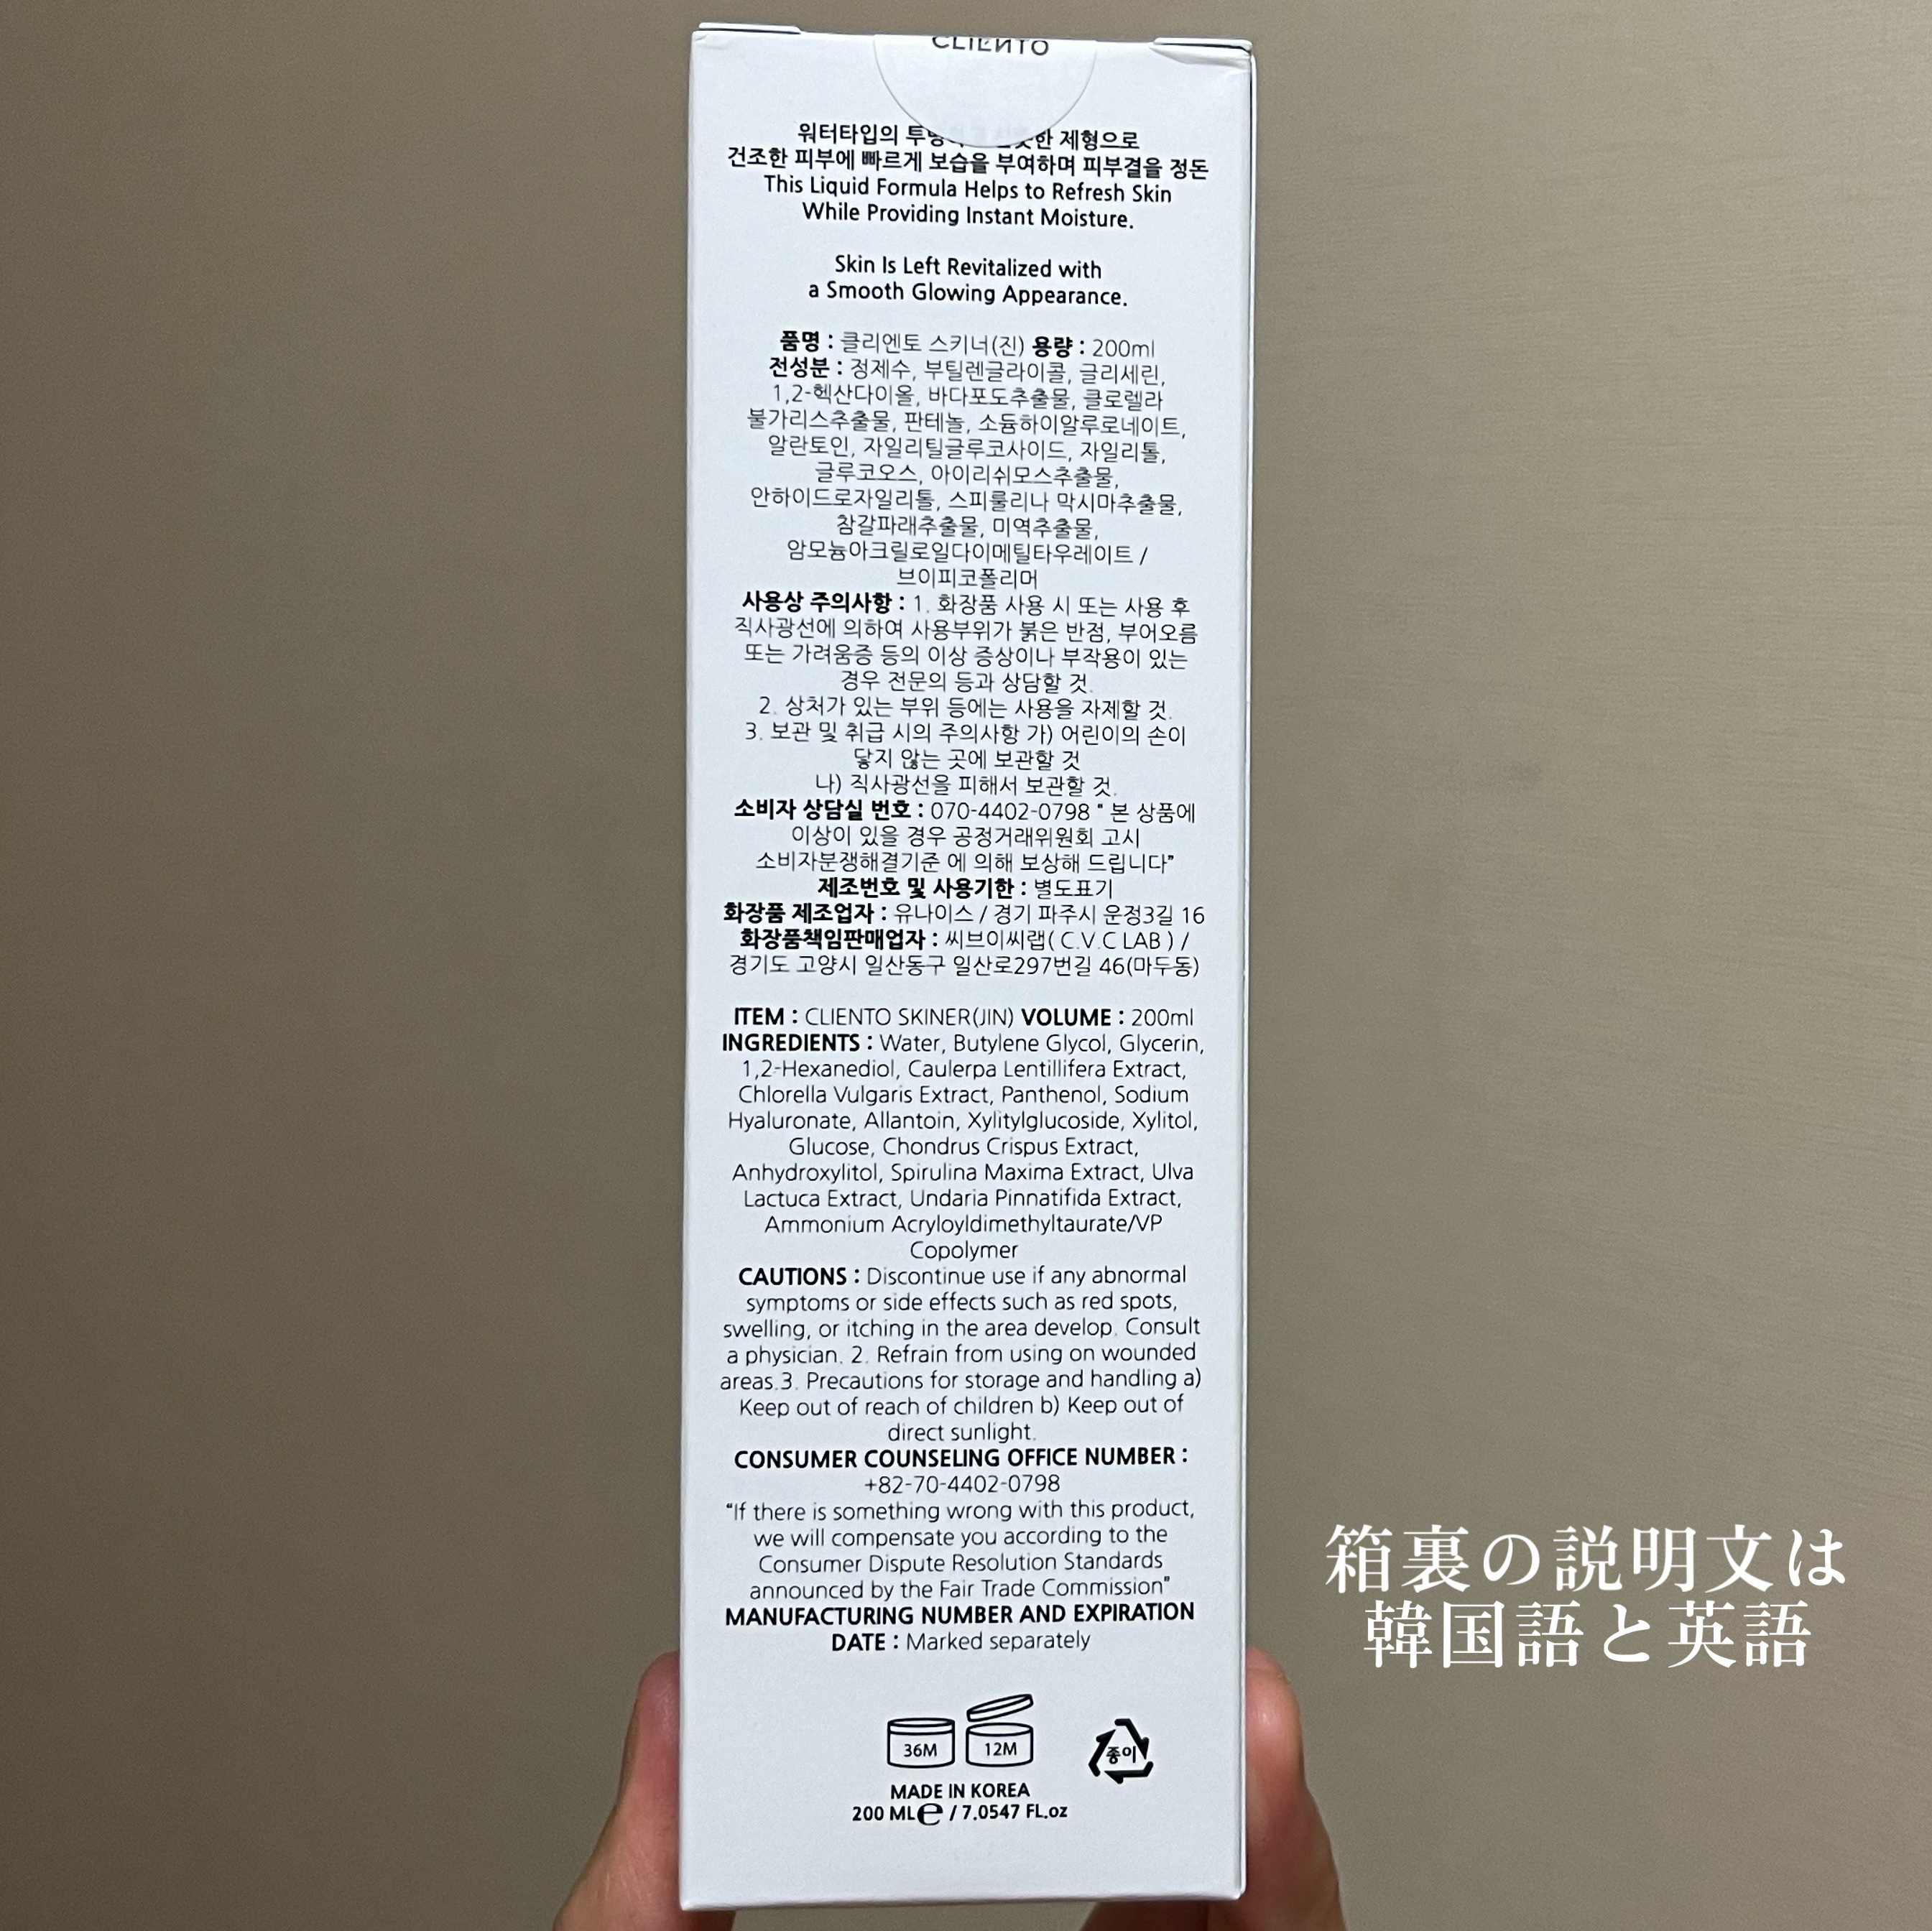 CLIENTO
워터타입의 한 제형으로
건조한 피부에 빠르게 보습을 부여하며 피부결을 정돈
This Liquid Formula Helps to Refresh Skin
While Providing Instant Moisture.
Skin Is Left Revitalized with
a Smooth Glowing Appearance.
품명 : 클리엔토 스키너(진) 용량 : 200ml
전성분 : 정제수, 부틸렌글라이콜, 글리세린,
1,2-헥산다이올, 바다포도추출물, 클로렐라
불가리스추출물, 판테놀, 소듐하이알루로네이트,
알란토인, 자일리틸글루코사이드, 자일리톨,
글루코오스, 아이리쉬모스추출물,
안하이드로자일리톨, 스피룰리나 막시마추출물,
참갈파래추출물, 미역추출물,
암모늄아크릴로일다이메틸타우레이트 /
브이피코폴리머
사용상 주의사항 : 1. 화장품 사용 시 또는 사용 후
직사광선에 의하여 사용부위가 붉은 반점, 부어오름
또는 가려움증 등의 이상 증상이나 부작용이 있는
경우 전문의 등과 상담할 것.
2. 상처가 있는 부위 등에는 사용을 자제할 것.
3. 보관 및 취급 시의 주의사항 가) 어린이의 손이
닿지 않는 곳에 보관할 것
나) 직사광선을 피해서 보관할 것.
소비자 상담실 번호 : 070-4402-0798 " 본 상품에
이상이 있을 경우 공정거래위원회 고시
소비자분쟁해결기준 에 의해 보상해 드립니다"
제조번호 및 사용기한 : 별도표기
화장품 제조업자 : 유나이스 / 경기 파주시 운정3길 16
화장품책임판매업자 : 씨브이씨랩( C.V.C LAB ) /
경기도 고양시 일산동구 일산로297번길 46(마두동)
ITEM : CLIENTO SKINER(JIN) VOLUME : 200ml
INGREDIENTS : Water, Butylene Glycol, Glycerin,
1,2-Hexanediol, Caulerpa Lentillifera Extract,
Chlorella Vulgaris Extract, Panthenol, Sodium
Hyaluronate, Allantoin, Xylitylglucoside, Xylitol,
Glucose, Chondrus Crispus Extract,
Anhydroxylitol, Spirulina Maxima Extract, Ulva
Lactuca Extract, Undaria Pinnatifida Extract,
Ammonium Acryloyldimethyltaurate/VP
Copolymer
CAUTIONS : Discontinue use if any abnormal
symptoms or side effects such as red spots,
swelling, or itching in the area develop. Consult
a physician. 2. Refrain from using on wounded
areas.3. Precautions for storage and handling a)
Keep out of reach of children b) Keep out of
direct sunlight.
CONSUMER COUNSELING OFFICE NUMBER :
+82-70-4402-0798
"If there is something wrong with this product,
we will compensate you according to the
Consumer Dispute Resolution Standards
announced by the Fair Trade Commission"
MANUFACTURING NUMBER AND EXPIRATION
DATE : Marked separately
36M 12M 종이
MADE IN KOREA
200 ML ℮ / 7.0547 FL.oz
箱裏の説明文は
韓国語と英語